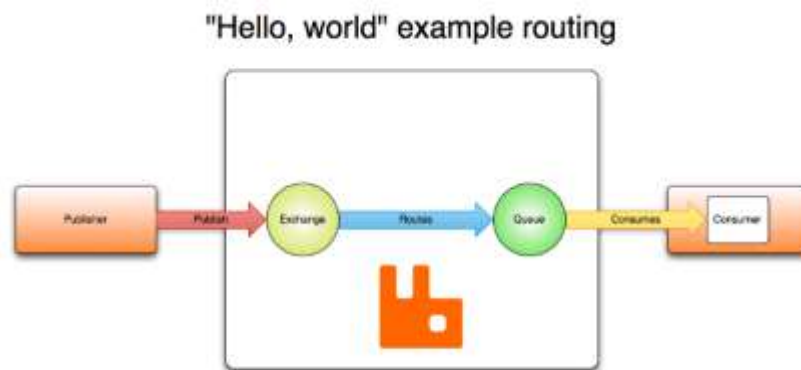 "Hello, world" example routing
Publisher
Publish
Exchange
Routes
Queue
Consumes
Consumer